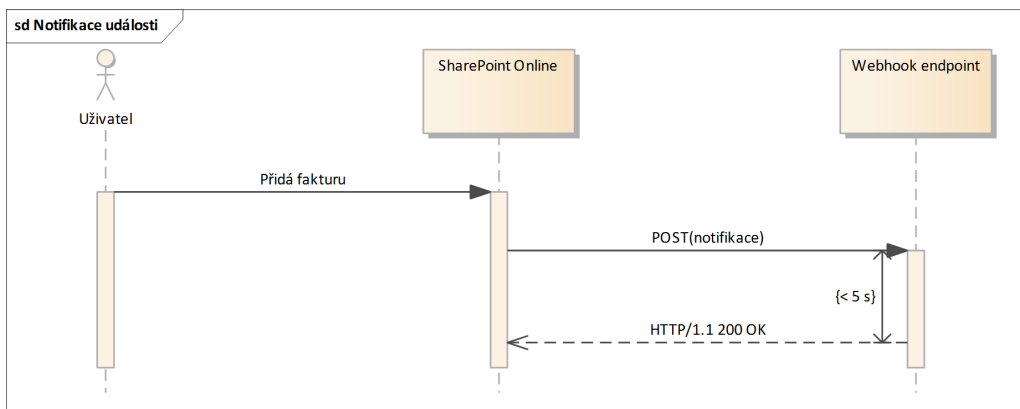 sd Notifikace události
SharePoint Online
Webhook endpoint
Uživatel
Přidá fakturu
POST(notifikace)
{< 5 s}
HTTP/1.1 200 OK